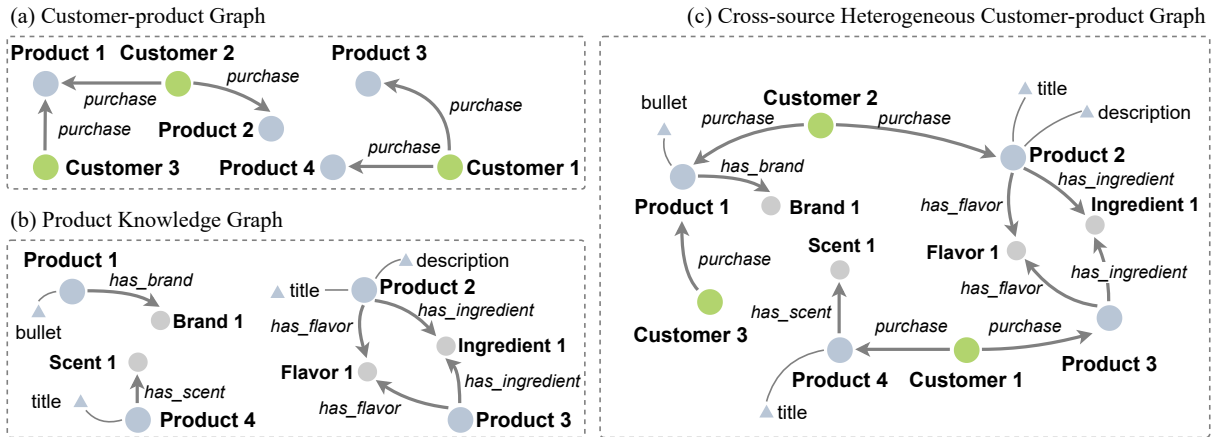 (a) Customer-product Graph
Product 1
Customer 2
Product 3
purchase
purchase
purchase
purchase
Product 2
purchase
Customer 3
Product 4
Customer 1
(b) Product Knowledge Graph
Product 1
has_brand
bullet
Brand 1
Scent 1
has_scent
title
Product 4
description
title
Product 2
has_flavor
has_ingredient
Ingredient 1
Flavor 1
has_ingredient
has_flavor
Product 3
(c) Cross-source Heterogeneous Customer-product Graph
title
bullet
Customer 2
description
purchase
purchase
Product 2
has_brand
has_ingredient
Product 1
Brand 1
has_flavor
Ingredient 1
Scent 1
Flavor 1
purchase
has_ingredient
has_flavor
has_scent
Customer 3
purchase
purchase
Product 3
Product 4
Customer 1
title